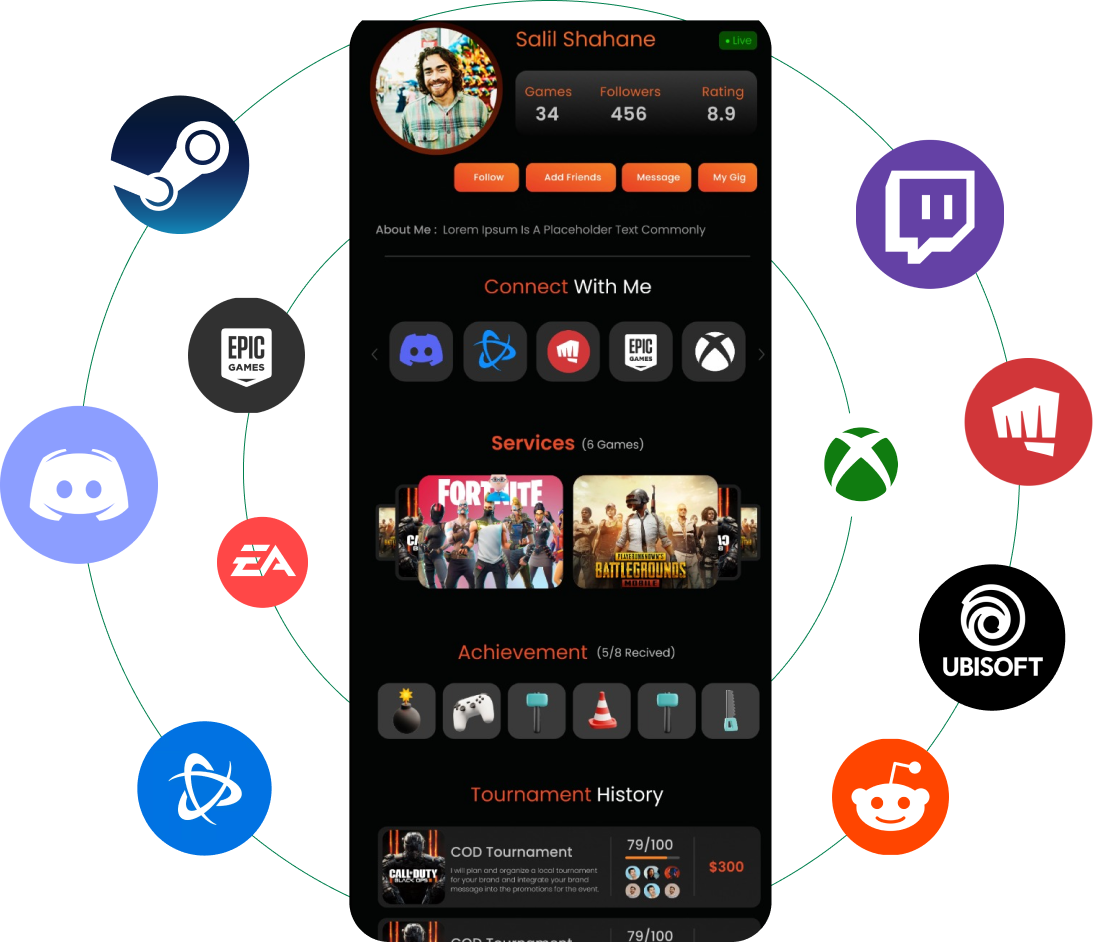 Salil Shahane
Live
Games Followers Rating
34 456 8.9
Follow Add Friends Message My Gig
About Me : Lorem Ipsum Is A Placeholder Text Commonly
Connect With Me
EPIC
GAMES
EPIC
GAMES
Services (6 Games)
FORTNITE
PLAYERUNKNOWN'S
BATTLEGROUNDS
MOBILE
EA
UBISOFT
Achievement (5/8 Recived)
Tournament History
CALL OF DUTY
BLACK OPS
COD Tournament
I will plan and organize a local tournament
for your brand and integrate your brand
message into the promotions for the event.
79/100
$300
COD Tournament
79/100